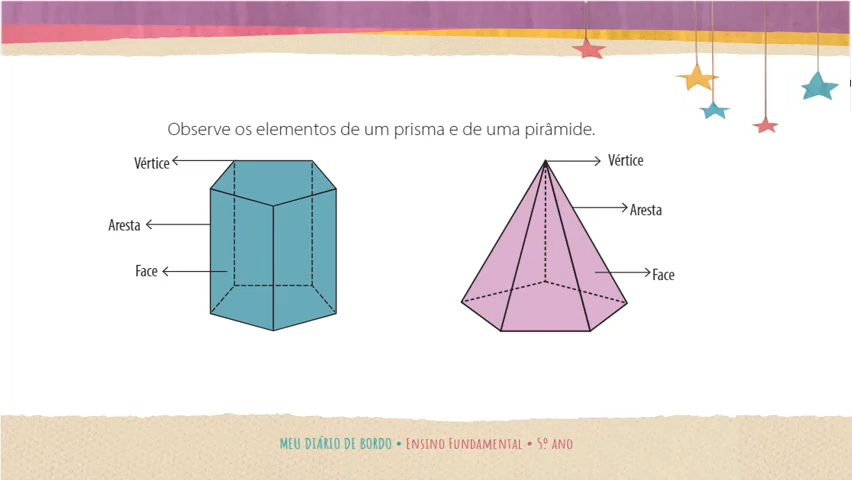 Observe os elementos de um prisma e de uma pirâmide.
Vértice
Aresta
Face
Vértice
Aresta
Face
MEU DIÁRIO DE BORDO • ENSINO FUNDAMENTAL • 5º ANO